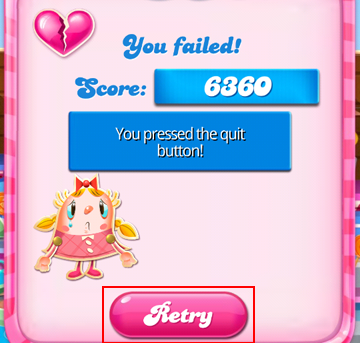 You failed!
Score: 6360
You pressed the quit
button!
Retry